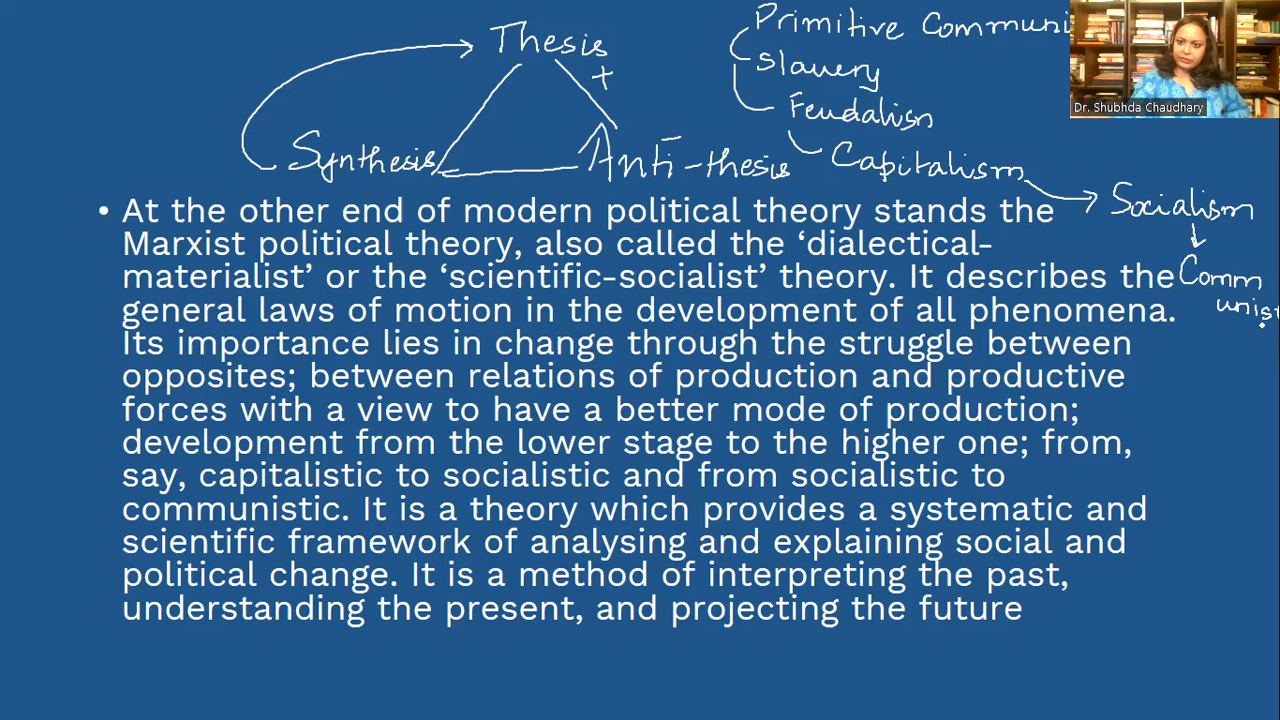 Primitive Communi
Thesis
+
Slavery
Feudalism
Synthesis
Anti-thesis
Capitalism
Socialism
Comm
unist
Dr. Shubhda Chaudhary
• At the other end of modern political theory stands the
Marxist political theory, also called the ‘dialectical-
materialist’ or the ‘scientific-socialist’ theory. It describes the
general laws of motion in the development of all phenomena.
Its importance lies in change through the struggle between
opposites; between relations of production and productive
forces with a view to have a better mode of production;
development from the lower stage to the higher one; from,
say, capitalistic to socialistic and from socialistic to
communistic. It is a theory which provides a systematic and
scientific framework of analysing and explaining social and
political change. It is a method of interpreting the past,
understanding the present, and projecting the future